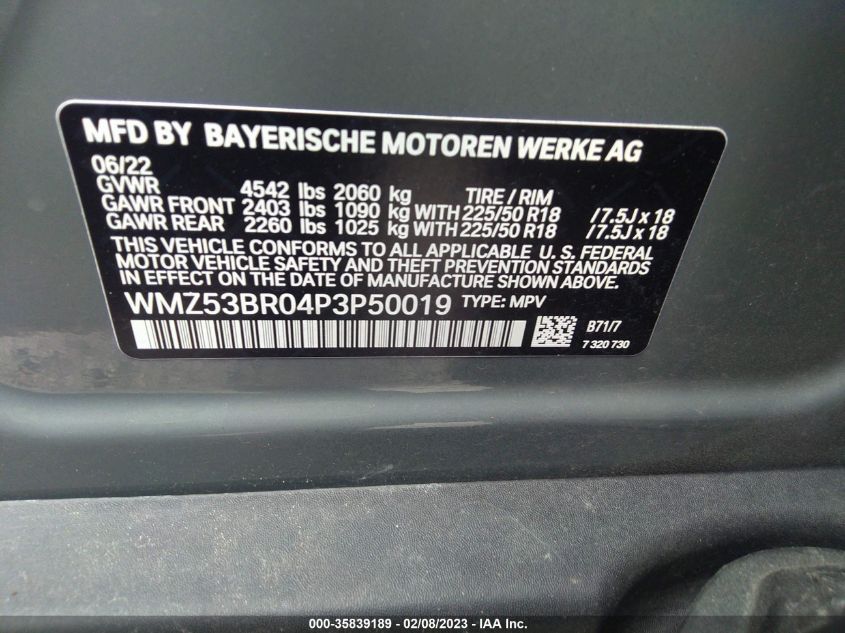 MFD BY BAYERISCHE MOTOREN WERKE AG
06/22
GVWR 4542 lbs 2060 kg TIRE / RIM
GAWR FRONT 2403 lbs 1090 kg WITH 225/50 R18 / 7.5J x 18
GAWR REAR 2260 lbs 1025 kg WITH 225/50 R18 / 7.5J x 18
THIS VEHICLE CONFORMS TO ALL APPLICABLE U. S. FEDERAL
MOTOR VEHICLE SAFETY AND THEFT PREVENTION STANDARDS
IN EFFECT ON THE DATE OF MANUFACTURE SHOWN ABOVE.
WMZ53BR04P3P50019 TYPE: MPV
B71/7
7 320 730
000-35839189 - 02/08/2023 - IAA Inc.